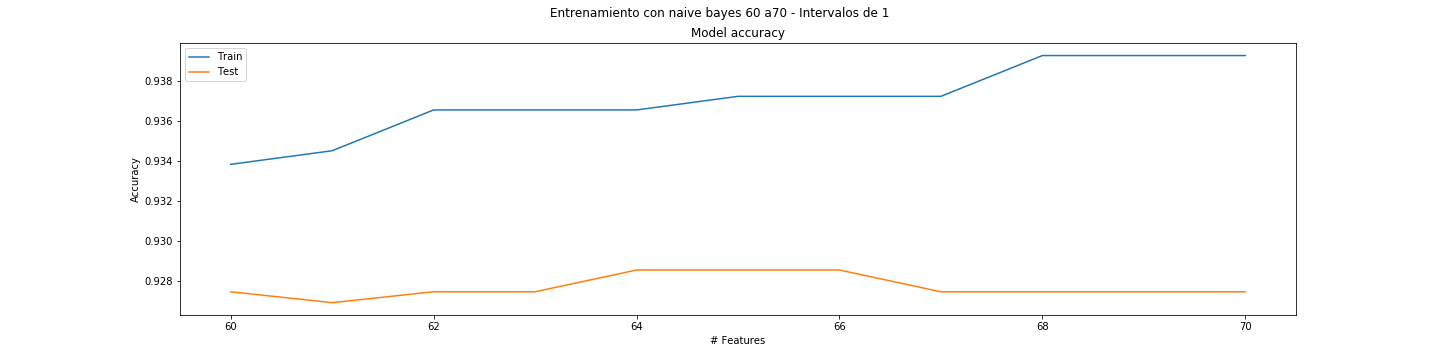 Entrenamiento con naive bayes 60 a70 - Intervalos de 1
Model accuracy
Train
Test
0.938
0.936
0.934
0.932
0.930
0.928
Accuracy
60
62
64
66
68
70
# Features